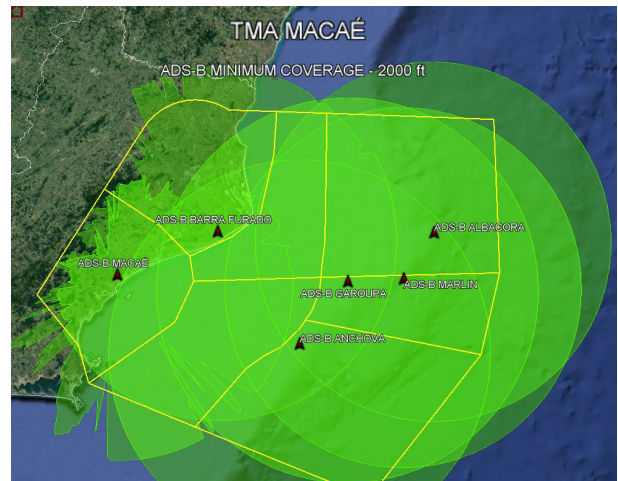 TMA MACAÉ
ADS-B MINIMUM COVERAGE - 2000 ft
ADS-B BARRA FURADO
ADS-B ALBACORA
ADS-B MACAÉ
ADS-B GAROUPA
ADS-B MARLIN
ADS-B ANCHOVA